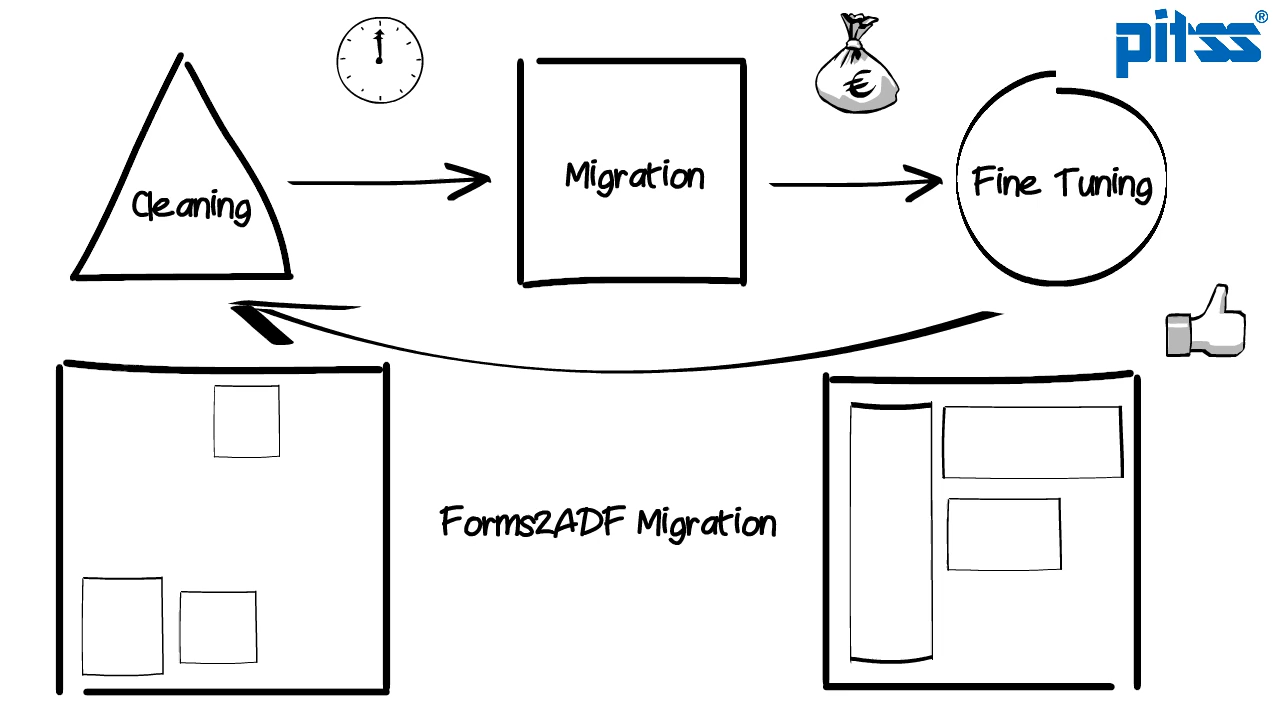 pitss®
€
Cleaning
Migration
Fine Tuning
Forms2ADF Migration